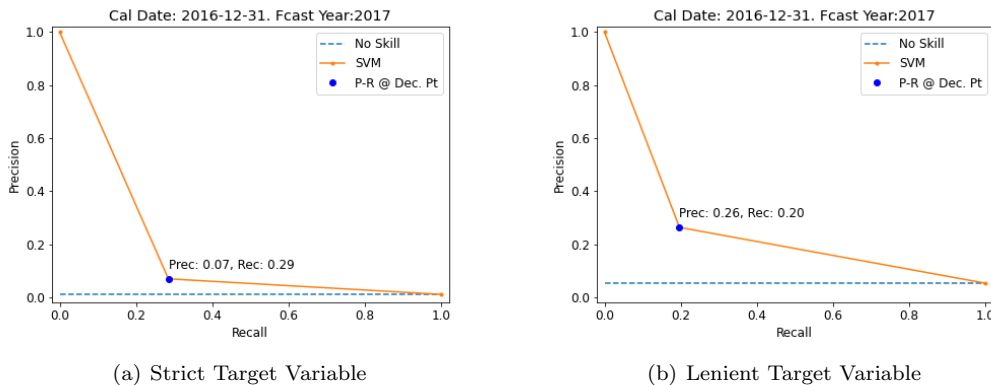 Cal Date: 2016-12-31. Fcast Year:2017
1.0
0.8
0.6
0.4
0.2
0.0
Precision
No Skill
SVM
P-R @ Dec. Pt
Prec: 0.07, Rec: 0.29
0.0 0.2 0.4 0.6 0.8 1.0
Recall
(a) Strict Target Variable
Cal Date: 2016-12-31. Fcast Year:2017
1.0
0.8
0.6
0.4
0.2
0.0
Precision
No Skill
SVM
P-R @ Dec. Pt
Prec: 0.26, Rec: 0.20
0.0 0.2 0.4 0.6 0.8 1.0
Recall
(b) Lenient Target Variable